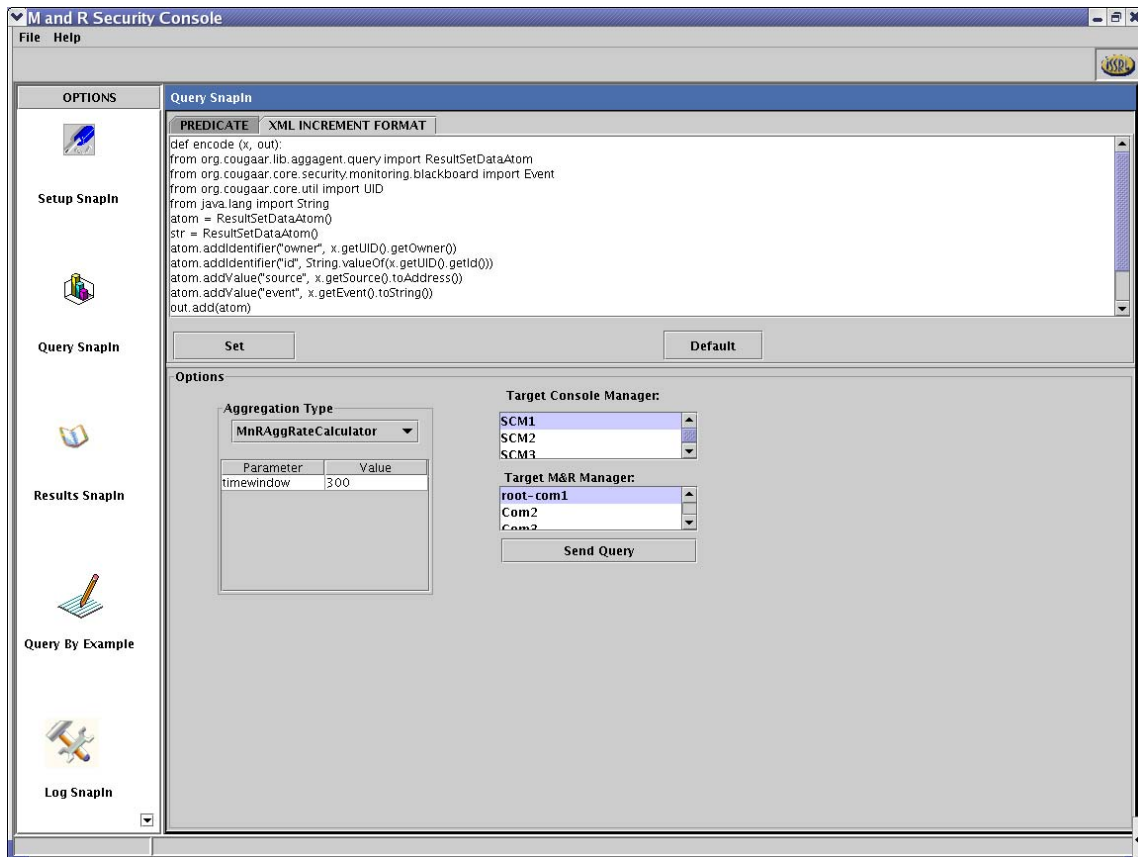 M and R Security Console
File Help
ISSRL
OPTIONS
Setup SnapIn
Query SnapIn
Results SnapIn
Query By Example
Log SnapIn
Query SnapIn
PREDICATE XML INCREMENT FORMAT
def encode (x, out):
from org.cougaar.lib.aggagent.query import ResultSetDataAtom
from org.cougaar.core.security.monitoring.blackboard import Event
from org.cougaar.core.util import UID
from java.lang import String
atom = ResultSetDataAtom()
str = ResultSetDataAtom()
atom.addIdentifier("owner", x.getUID().getOwner())
atom.addIdentifier("id", String.valueOf(x.getUID().getId()))
atom.addValue("source", x.getSource().toAddress())
atom.addValue("event", x.getEvent().toString())
out.add(atom)
Set Default
Options
Aggregation Type
MnRAggRateCalculator
Parameter Value
timewindow 300
Target Console Manager:
SCM1
SCM2
SCM3
Target M&R Manager:
root-com1
Com2
Com3
Send Query